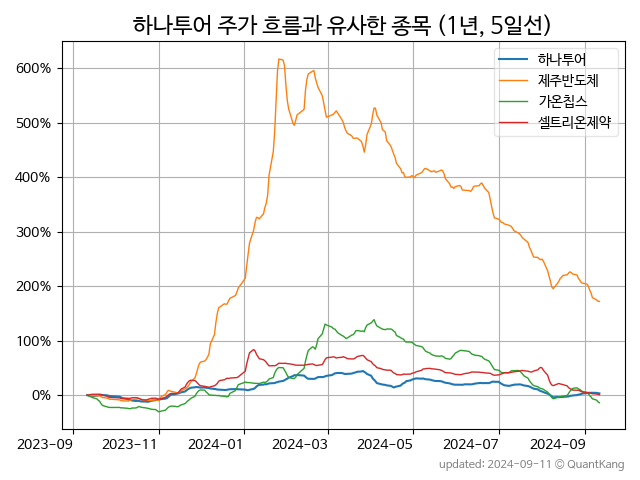 하나투어 주가 흐름과 유사한 종목 (1년, 5일선)
하나투어
제주반도체
가온칩스
셀트리온제약
600%
500%
400%
300%
200%
100%
0%
2023-09
2023-11
2024-01
2024-03
2024-05
2024-07
2024-09
updated: 2024-09-11 © QuantKang